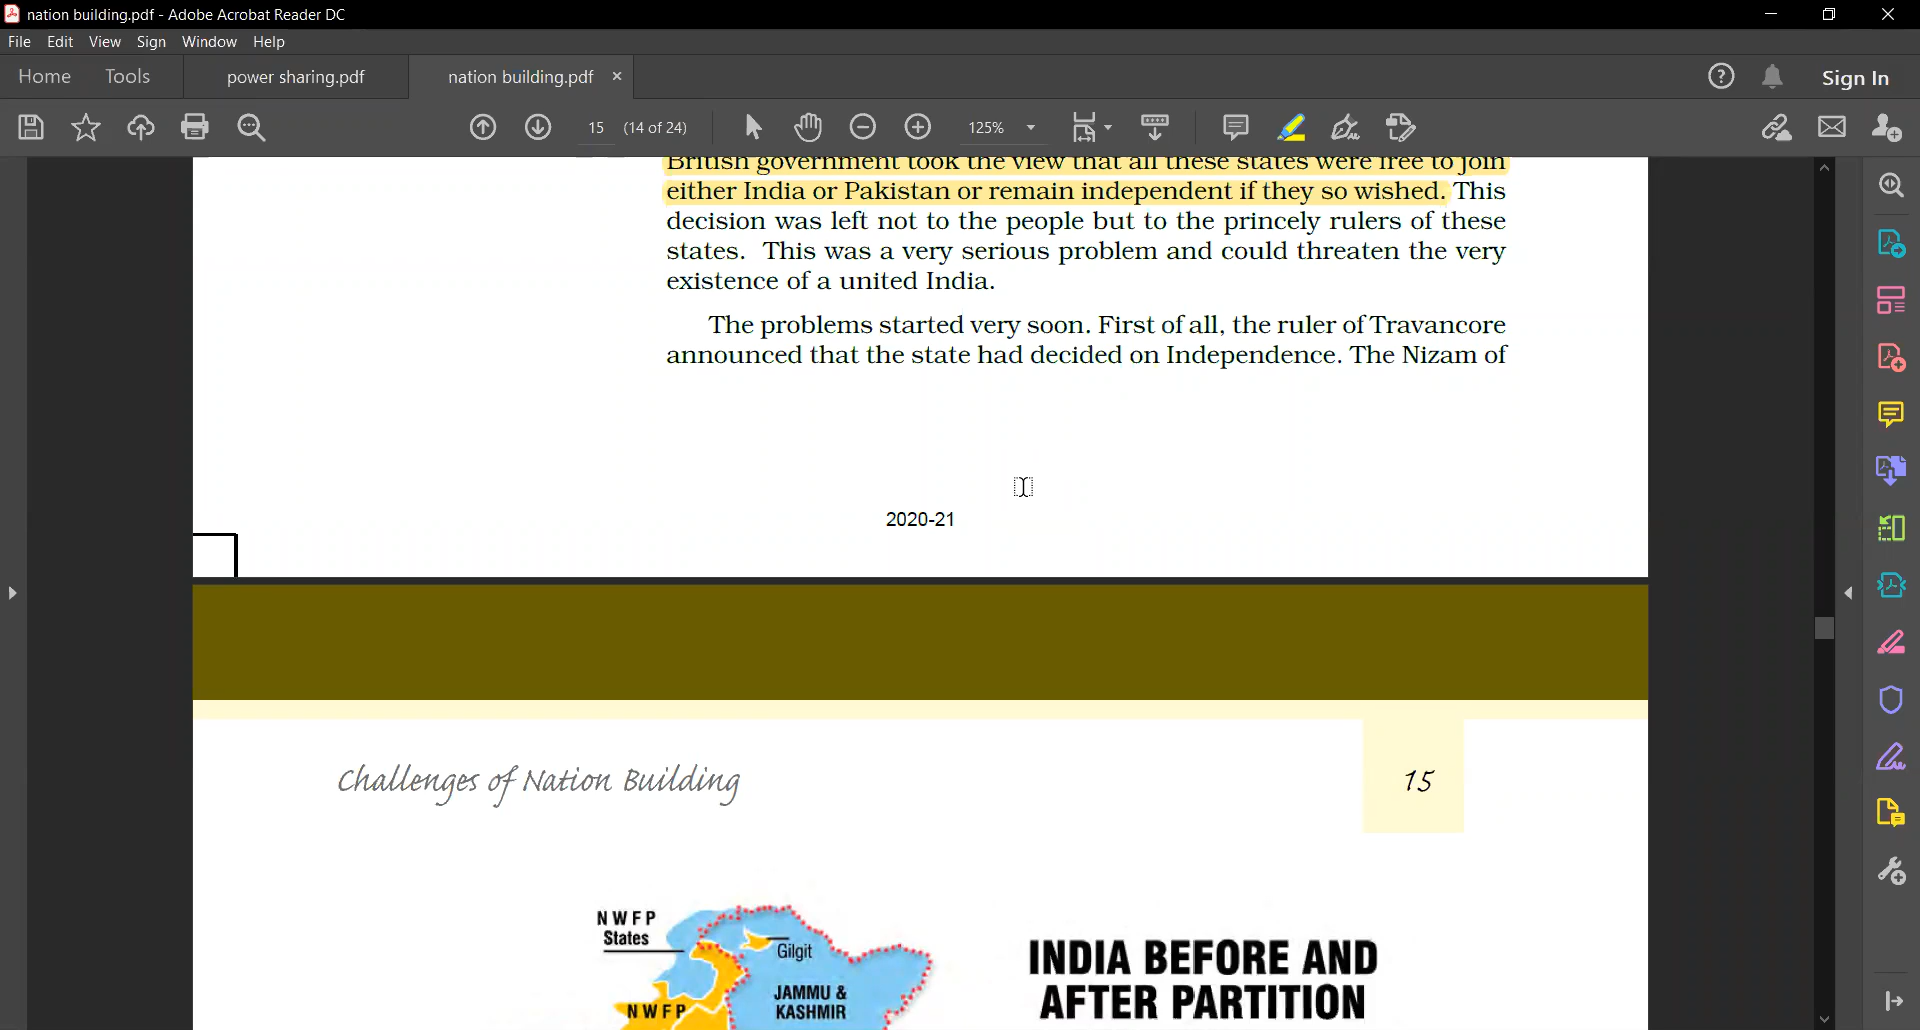 nation building.pdf - Adobe Acrobat Reader DC
File Edit View Sign Window Help
Home Tools power sharing.pdf nation building.pdf × Sign In
15 (14 of 24) 125%
British government took the view that all these states were free to join
either India or Pakistan or remain independent if they so wished. This
decision was left not to the people but to the princely rulers of these
states. This was a very serious problem and could threaten the very
existence of a united India.
The problems started very soon. First of all, the ruler of Travancore
announced that the state had decided on Independence. The Nizam of
2020-21
Challenges of Nation Building 15
N W F P
States
Gilgit
JAMMU &
KASHMIR
N W F P
INDIA BEFORE AND
AFTER PARTITION